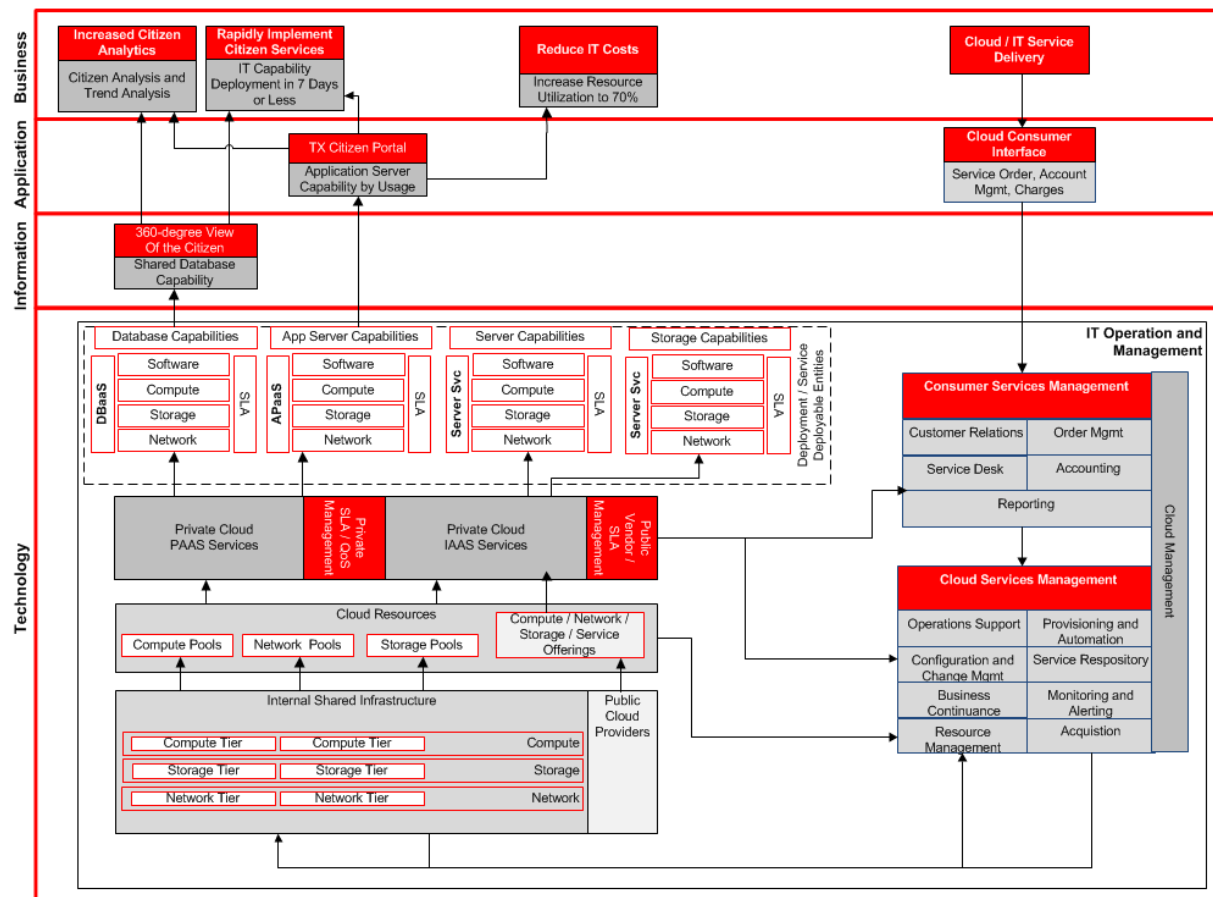 Business
Increased Citizen
Analytics
Citizen Analysis and
Trend Analysis
Rapidly Implement
Citizen Services
IT Capability
Deployment in 7 Days
or Less
Reduce IT Costs
Increase Resource
Utilization to 70%
Cloud / IT Service
Delivery
Application
TX Citizen Portal
Application Server
Capability by Usage
Cloud Consumer
Interface
Service Order, Account
Mgmt, Charges
Information
360-degree View
Of the Citizen
Shared Database
Capability
Technology
IT Operation and
Management
Database Capabilities
DBaaS
Software
Compute
Storage
Network
SLA
App Server Capabilities
APaaS
Software
Compute
Storage
Network
SLA
Server Capabilities
Server Svc
Software
Compute
Storage
Network
SLA
Storage Capabilities
Server Svc
Software
Compute
Storage
Network
SLA
Deployment / Service
Deployable Entities
Private Cloud
PAAS Services
Private
SLA / QoS
Management
Private Cloud
IAAS Services
Public
Vendor /
SLA
Management
Cloud Resources
Compute Pools
Network Pools
Storage Pools
Compute / Network /
Storage / Service
Offerings
Internal Shared Infrastructure
Public
Cloud
Providers
Compute Tier
Compute Tier
Compute
Storage Tier
Storage Tier
Storage
Network Tier
Network Tier
Network
Consumer Services Management
Customer Relations
Order Mgmt
Service Desk
Accounting
Reporting
Cloud Services Management
Operations Support
Provisioning and
Automation
Configuration and
Change Mgmt
Service Respository
Business
Continuance
Monitoring and
Alerting
Resource
Management
Acquistion
Cloud Management